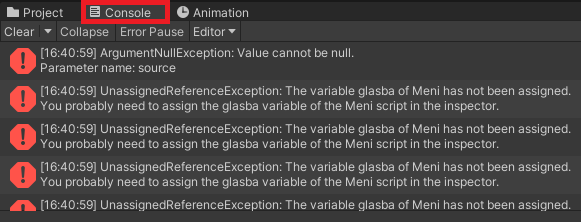 Project Console Animation
Clear Collapse Error Pause Editor
[16:40:59] ArgumentNullException: Value cannot be null.
Parameter name: source
[16:40:59] UnassignedReferenceException: The variable glasba of Meni has not been assigned.
You probably need to assign the glasba variable of the Meni script in the inspector.
[16:40:59] UnassignedReferenceException: The variable glasba of Meni has not been assigned.
You probably need to assign the glasba variable of the Meni script in the inspector.
[16:40:59] UnassignedReferenceException: The variable glasba of Meni has not been assigned.
You probably need to assign the glasba variable of the Meni script in the inspector.
[16:40:59] UnassignedReferenceException: The variable glasba of Meni has not been assigned.